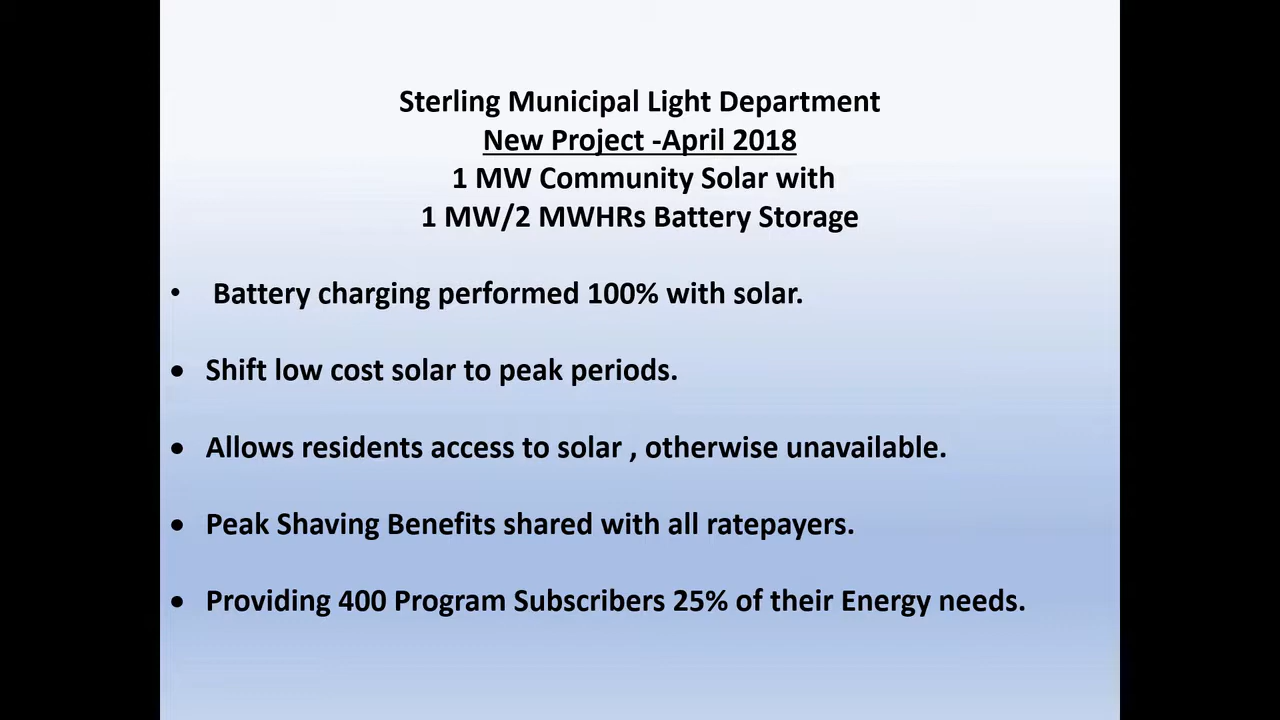 Sterling Municipal Light Department
New Project -April 2018
1 MW Community Solar with
1 MW/2 MWHRs Battery Storage
• Battery charging performed 100% with solar.
• Shift low cost solar to peak periods.
• Allows residents access to solar , otherwise unavailable.
• Peak Shaving Benefits shared with all ratepayers.
• Providing 400 Program Subscribers 25% of their Energy needs.